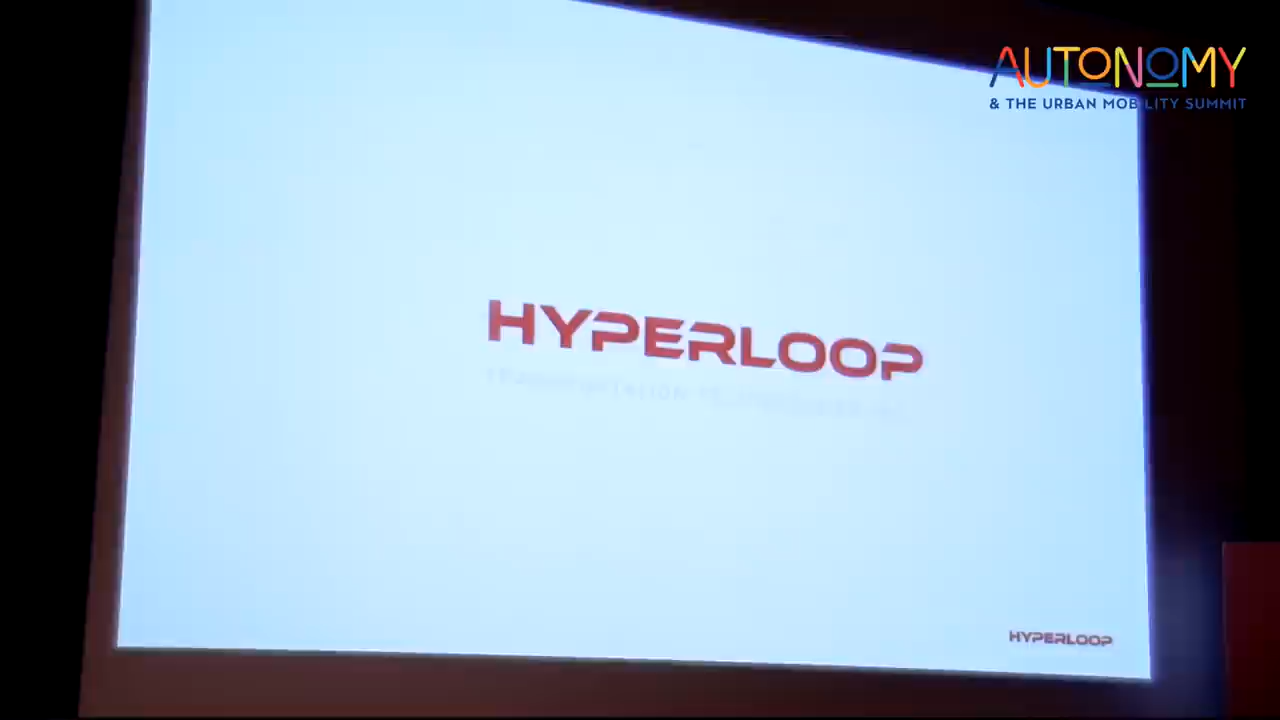 AUTONOMY
& THE URBAN MOBILITY SUMMIT
HYPERLOOP
HYPERLOOP